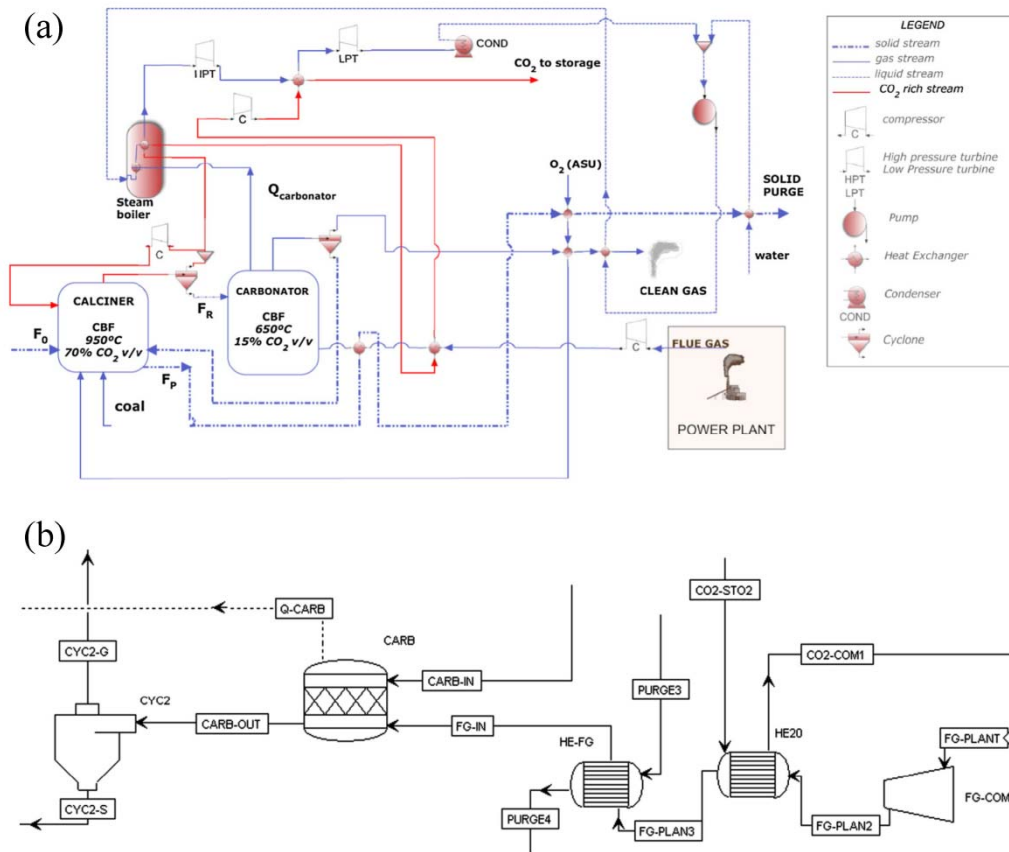 (a)
HPT
LPT
COND
CO2 to storage
C
Steam
boiler
Qcarbonator
O2 (ASU)
SOLID
PURGE
water
C
CALCINER
CBF
950ºC
70% CO2 v/v
F0
FR
FP
coal
CARBONATOR
CBF
650ºC
15% CO2 v/v
CLEAN GAS
C
FLUE GAS
POWER PLANT
LEGEND
solid stream
gas stream
liquid stream
CO2 rich stream
compressor
C
High pressure turbine
Low Pressure turbine
HPT
LPT
Pump
Heat Exchanger
Condenser
COND
Cyclone
(b)
Q-CARB
CYC2-G
CYC2
CARB-OUT
CYC2-S
CARB
CARB-IN
FG-IN
HE-FG
PURGE3
PURGE4
FG-PLAN3
CO2-STO2
CO2-COM1
HE20
FG-PLAN2
FG-PLANT
FG-COM